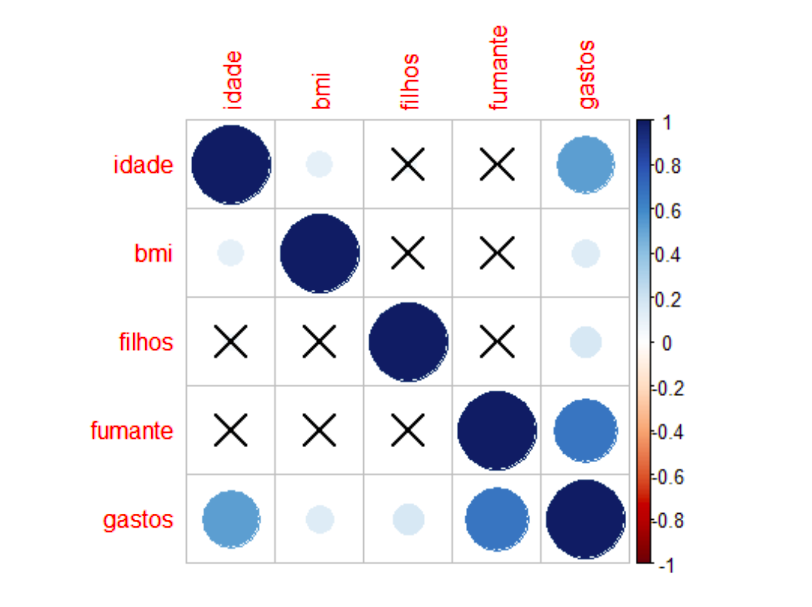 idade
bmi
filhos
fumante
gastos
idade
bmi
filhos
fumante
gastos
1
0.8
0.6
0.4
0.2
0
-0.2
-0.4
-0.6
-0.8
-1